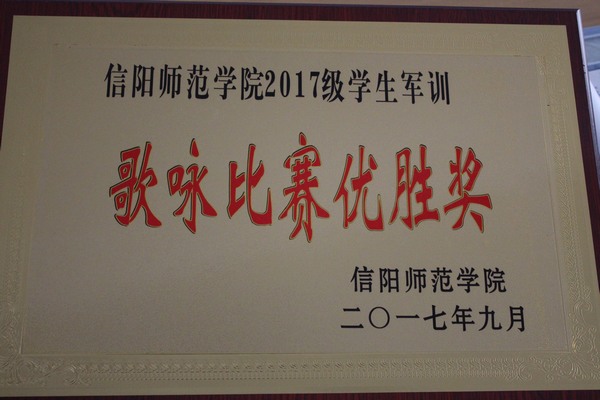 信阳师范学院2017级学生军训
歌咏比赛优胜奖
信阳师范学院
二〇一七年九月